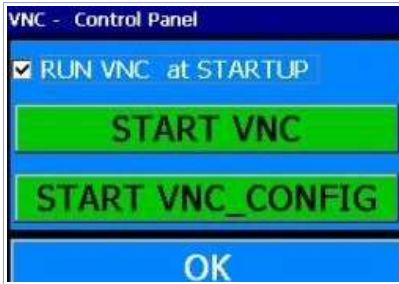 VNC - Control Panel
RUN VNC at STARTUP
START VNC
START VNC_CONFIG
OK